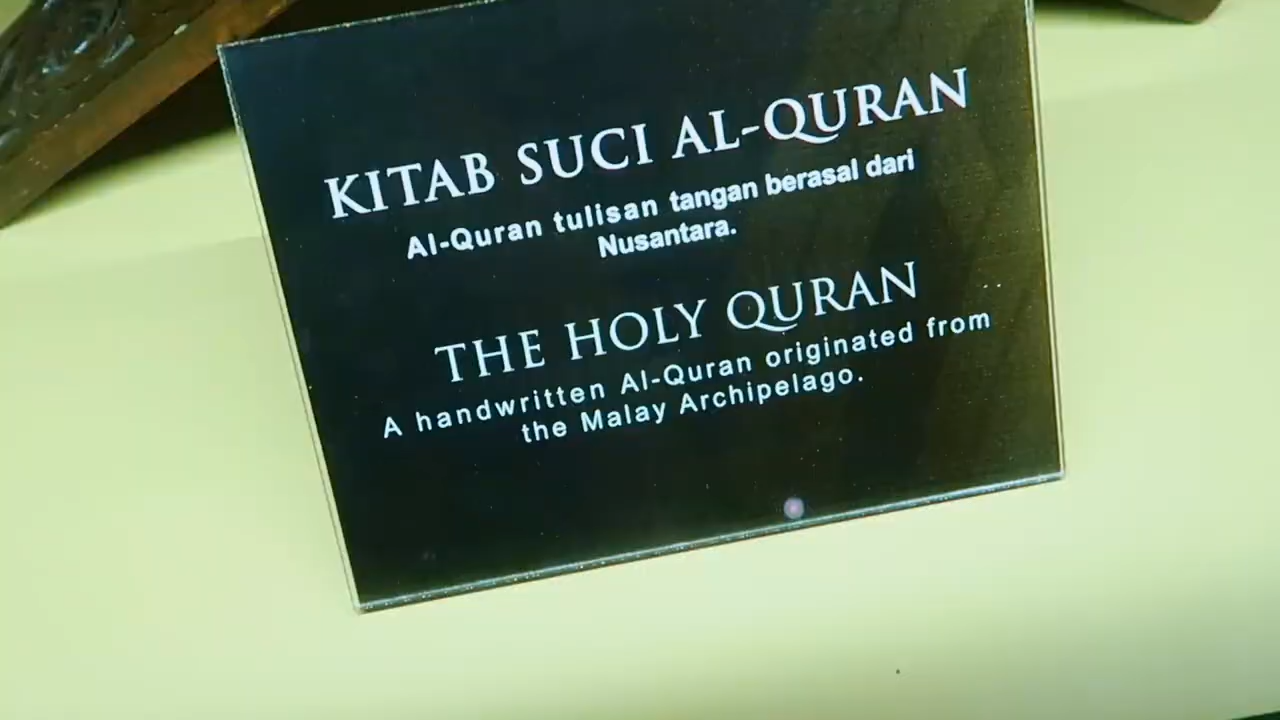 KITAB SUCI AL-QURAN
Al-Quran tulisan tangan berasal dari
Nusantara.
THE HOLY QURAN
A handwritten Al-Quran originated from
the Malay Archipelago.